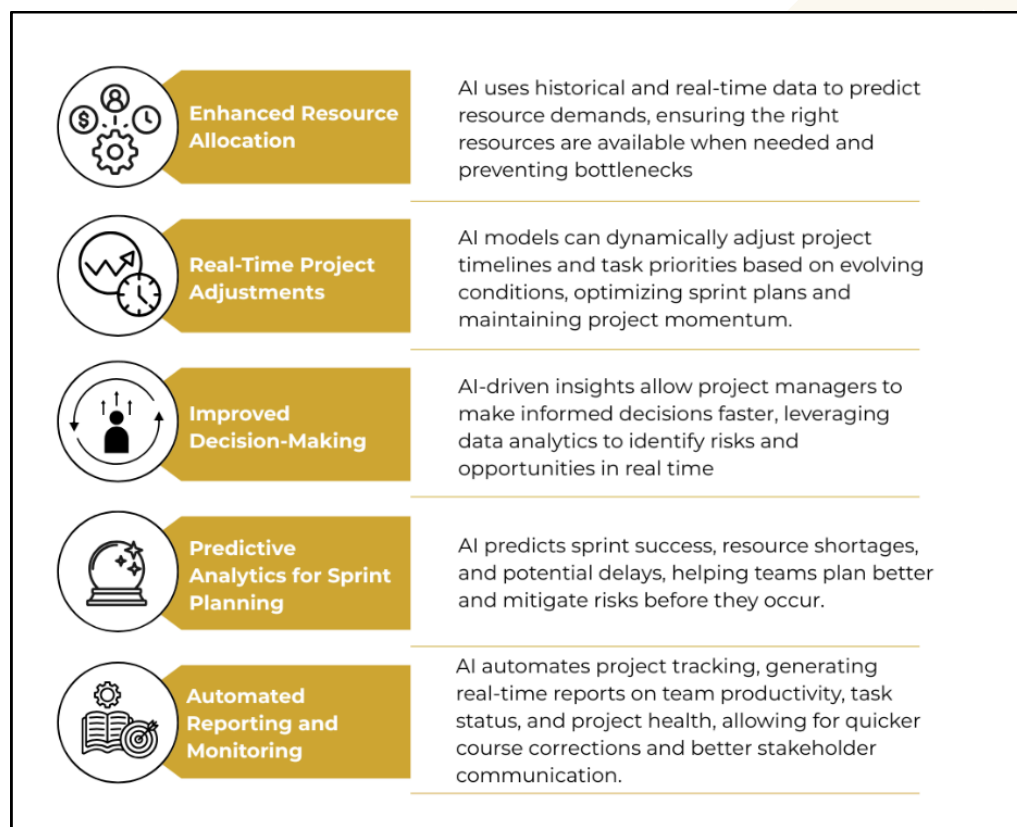 Enhanced Resource
Allocation
AI uses historical and real-time data to predict
resource demands, ensuring the right
resources are available when needed and
preventing bottlenecks
Real-Time Project
Adjustments
AI models can dynamically adjust project
timelines and task priorities based on evolving
conditions, optimizing sprint plans and
maintaining project momentum.
Improved
Decision-Making
AI-driven insights allow project managers to
make informed decisions faster, leveraging
data analytics to identify risks and
opportunities in real time
Predictive
Analytics for Sprint
Planning
AI predicts sprint success, resource shortages,
and potential delays, helping teams plan better
and mitigate risks before they occur.
Automated
Reporting and
Monitoring
AI automates project tracking, generating
real-time reports on team productivity, task
status, and project health, allowing for quicker
course corrections and better stakeholder
communication.